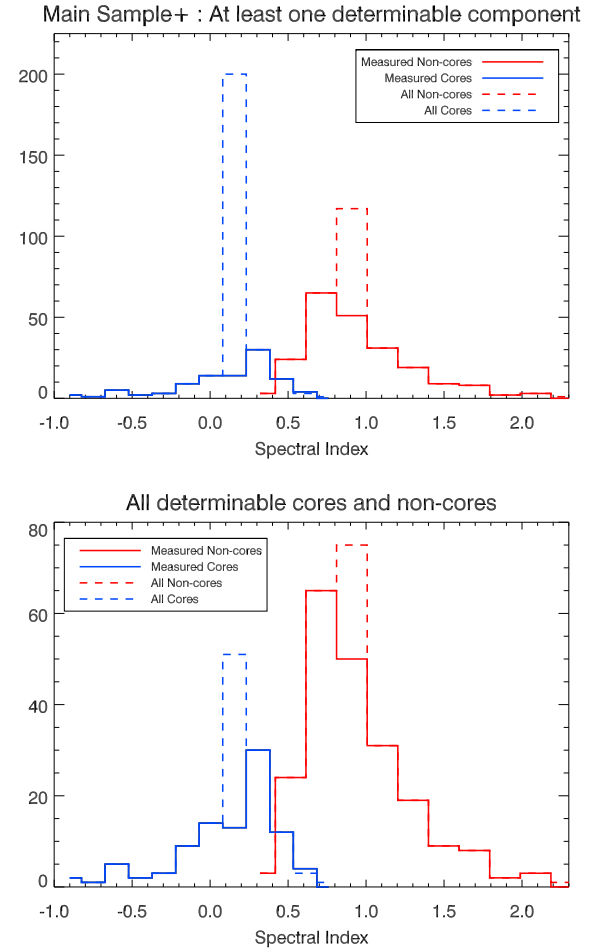 Main Sample+ : At least one determinable component
Measured Non-cores
Measured Cores
All Non-cores
All Cores
200
150
100
50
0
-1.0 -0.5 0.0 0.5 1.0 1.5 2.0
Spectral Index
All determinable cores and non-cores
Measured Non-cores
Measured Cores
All Non-cores
All Cores
80
60
40
20
0
-1.0 -0.5 0.0 0.5 1.0 1.5 2.0
Spectral Index